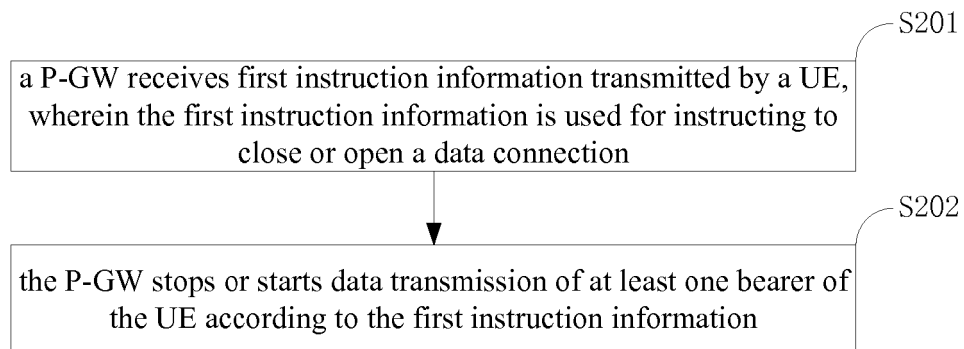 S201
a P-GW receives first instruction information transmitted by a UE,
wherein the first instruction information is used for instructing to
close or open a data connection
S202
the P-GW stops or starts data transmission of at least one bearer of
the UE according to the first instruction information